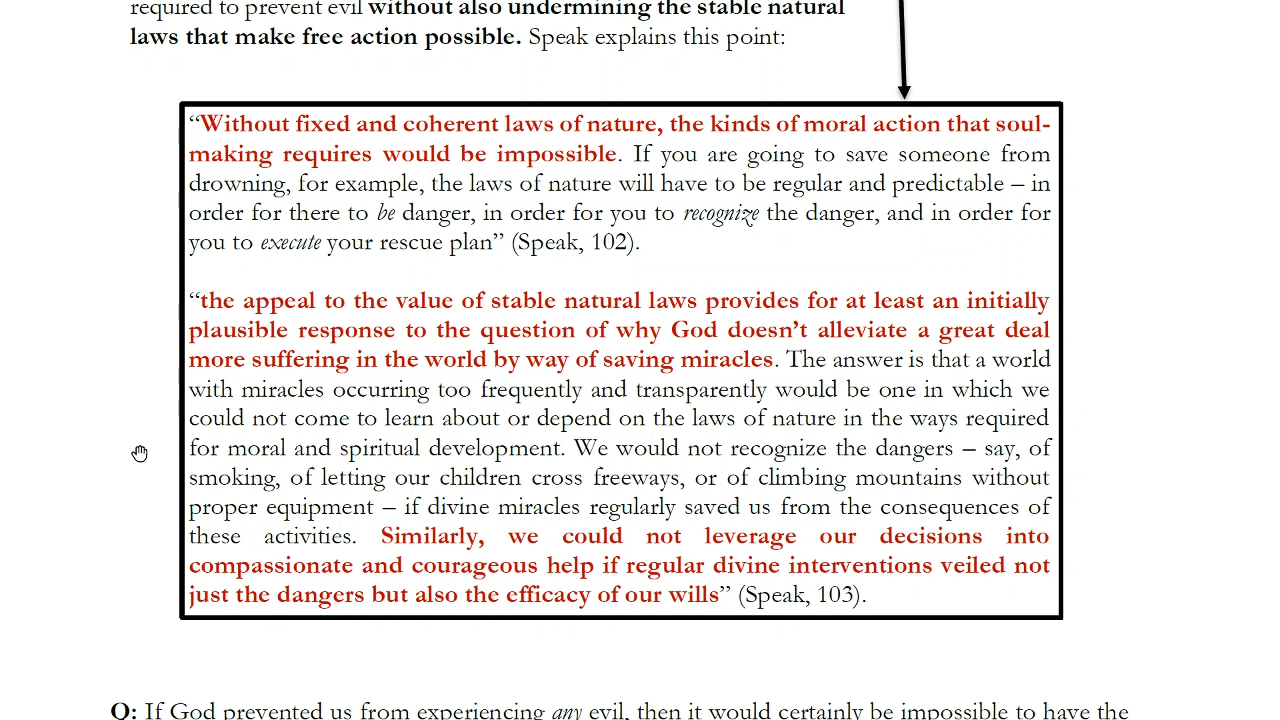 required to prevent evil without also undermining the stable natural
laws that make free action possible. Speak explains this point:
“Without fixed and coherent laws of nature, the kinds of moral action that soul-
making requires would be impossible. If you are going to save someone from
drowning, for example, the laws of nature will have to be regular and predictable – in
order for there to be danger, in order for you to recognize the danger, and in order for
you to execute your rescue plan” (Speak, 102).
“the appeal to the value of stable natural laws provides for at least an initially
plausible response to the question of why God doesn’t alleviate a great deal
more suffering in the world by way of saving miracles. The answer is that a world
with miracles occurring too frequently and transparently would be one in which we
could not come to learn about or depend on the laws of nature in the ways required
for moral and spiritual development. We would not recognize the dangers – say, of
smoking, of letting our children cross freeways, or of climbing mountains without
proper equipment – if divine miracles regularly saved us from the consequences of
these activities. Similarly, we could not leverage our decisions into
compassionate and courageous help if regular divine interventions veiled not
just the dangers but also the efficacy of our wills” (Speak, 103).
Q: If God prevented us from experiencing any evil, then it would certainly be impossible to have the